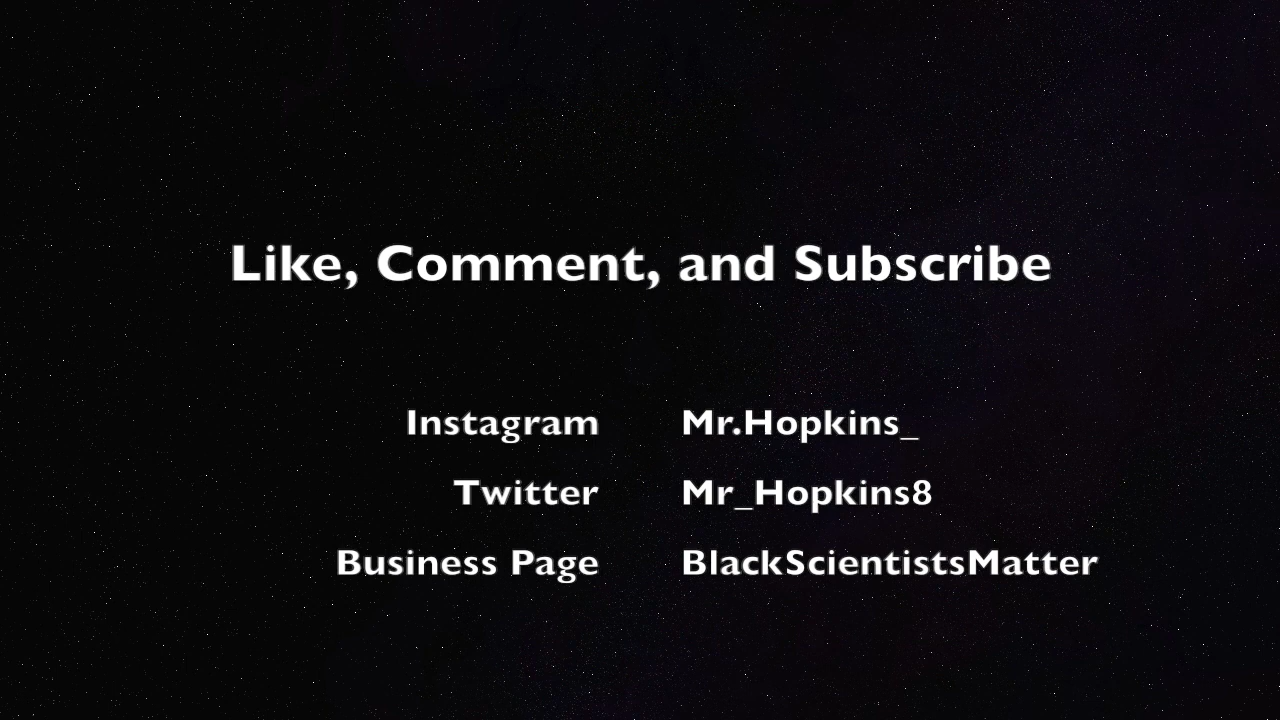 Like, Comment, and Subscribe
Instagram Mr.Hopkins_
Twitter Mr_Hopkins8
Business Page BlackScientistsMatter